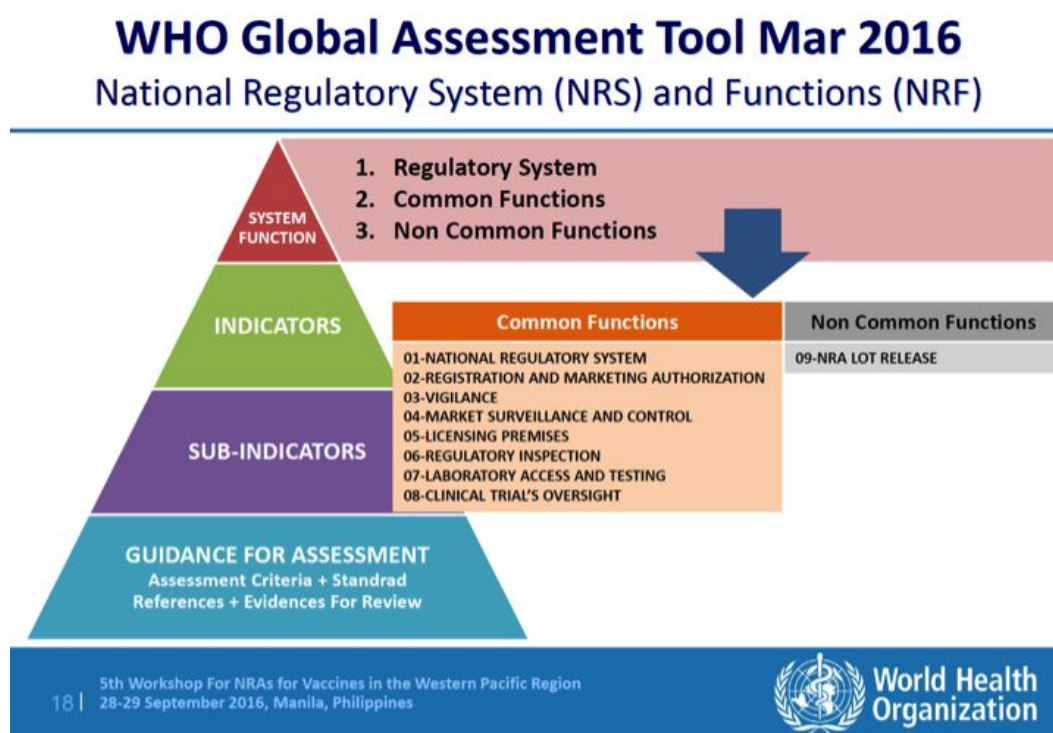 WHO Global Assessment Tool Mar 2016
National Regulatory System (NRS) and Functions (NRF)
1. Regulatory System
2. Common Functions
3. Non Common Functions
SYSTEM
FUNCTION
INDICATORS
Common Functions
01-NATIONAL REGULATORY SYSTEM
02-REGISTRATION AND MARKETING AUTHORIZATION
03-VIGILANCE
04-MARKET SURVEILLANCE AND CONTROL
05-LICENSING PREMISES
06-REGULATORY INSPECTION
07-LABORATORY ACCESS AND TESTING
08-CLINICAL TRIAL'S OVERSIGHT
Non Common Functions
09-NRA LOT RELEASE
SUB-INDICATORS
GUIDANCE FOR ASSESSMENT
Assessment Criteria + Standrad
References + Evidences For Review
18|
5th Workshop For NRAs for Vaccines in the Western Pacific Region
28-29 September 2016, Manila, Philippines
World Health
Organization